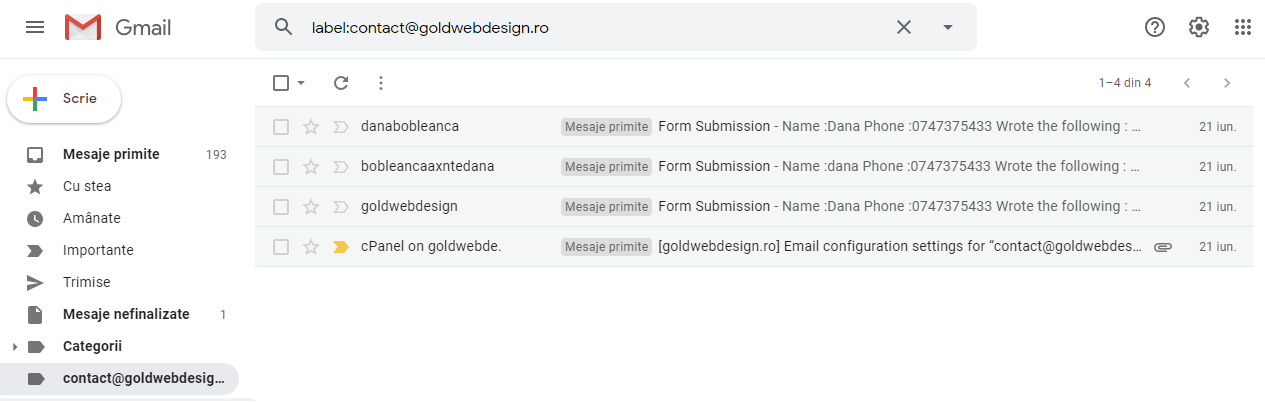 Gmail
label:contact@goldwebdesign.ro
Scrie
1–4 din 4
Mesaje primite 193
Cu stea
Amânate
Importante
Trimise
Mesaje nefinalizate 1
Categorii
contact@goldwebdesig...
danabobleanca Mesaje primite Form Submission - Name :Dana Phone :0747375433 Wrote the following : ... 21 iun.
bobleancaaxntedana Mesaje primite Form Submission - Name :dana Phone :0747375433 Wrote the following : ... 21 iun.
goldwebdesign Mesaje primite Form Submission - Name :Dana Phone :0747375433 Wrote the following : ... 21 iun.
cPanel on goldwebde. Mesaje primite [goldwebdesign.ro] Email configuration settings for “contact@goldwebdes... 21 iun.